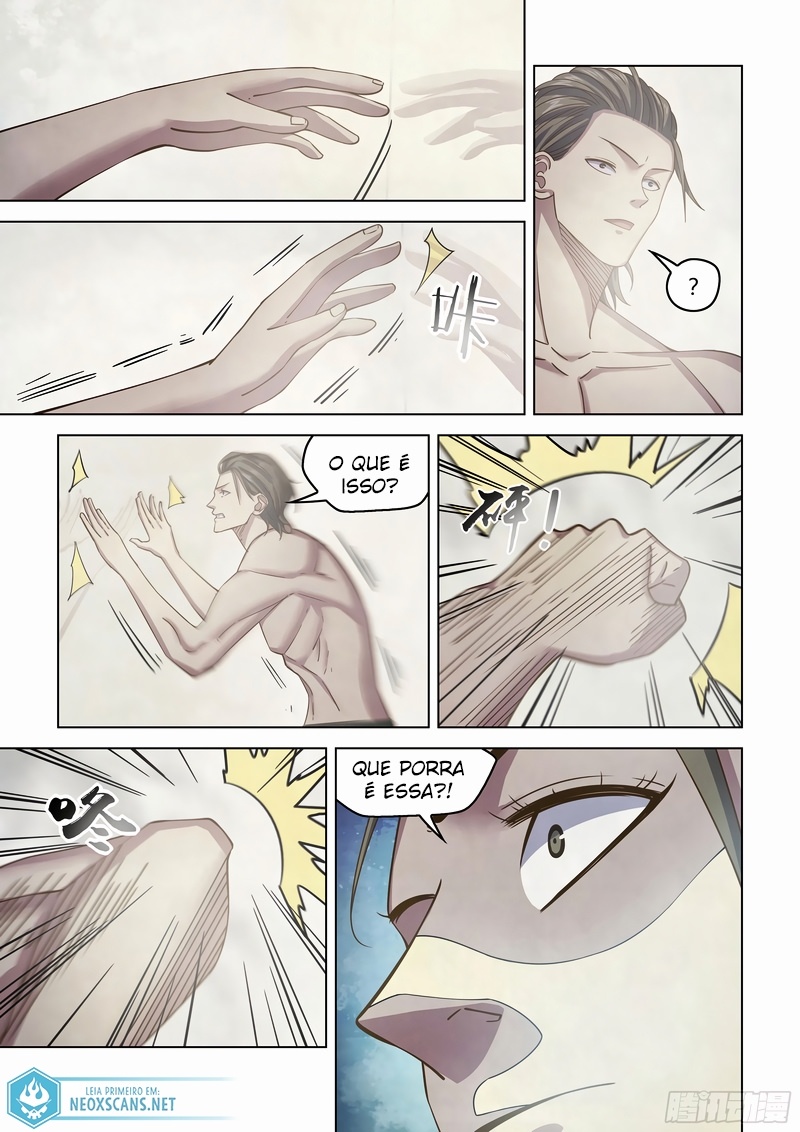 ?
咔
O QUE É
ISSO?
砰!
咚
QUE PORRA
É ESSA?!
LEIA PRIMEIRO EM:
NEOXSCANS.NET
腾讯动漫